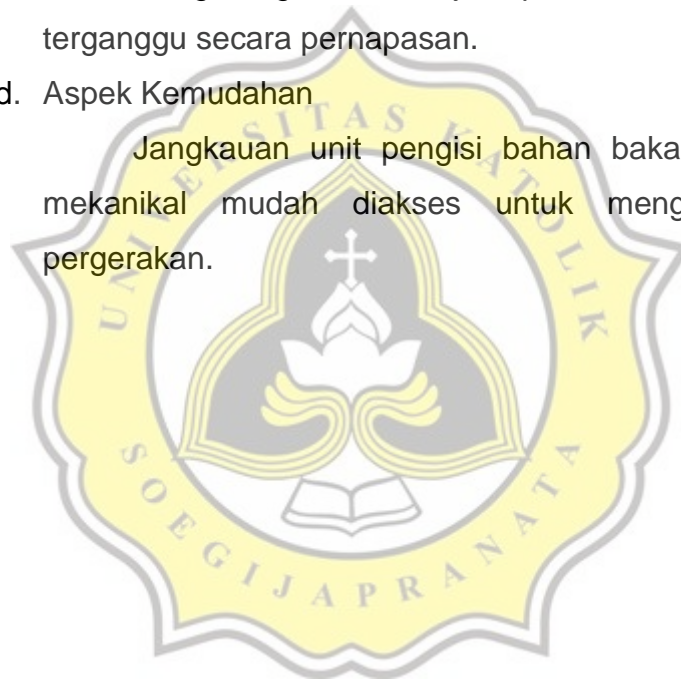 terganggu secara pernapasan.
d. Aspek Kemudahan
Jangkauan unit pengisi bahan baka
mekanikal mudah diakses untuk meng
pergerakan.
UNIVERSITAS KATOLIK
SOEGIJAPRANATA